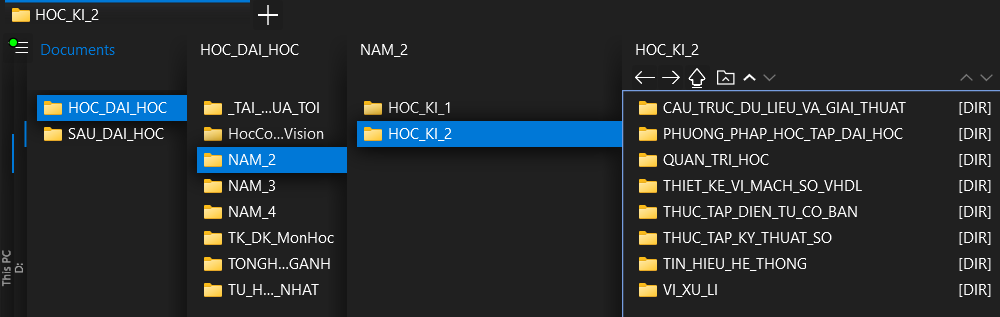 HOC_KI_2
Documents
HOC_DAI_HOC
SAU_DAI_HOC
HOC_DAI_HOC
_TAI_...UA_TOI
HocCo...Vision
NAM_2
NAM_3
NAM_4
TK_DK_MonHoc
TONGH...GANH
TU_H..._NHAT
NAM_2
HOC_KI_1
HOC_KI_2
HOC_KI_2
CAU_TRUC_DU_LIEU_VA_GIAI_THUAT [DIR]
PHUONG_PHAP_HOC_TAP_DAI_HOC [DIR]
QUAN_TRI_HOC [DIR]
THIET_KE_VI_MACH_SO_VHDL [DIR]
THUC_TAP_DIEN_TU_CO_BAN [DIR]
THUC_TAP_KY_THUAT_SO [DIR]
TIN_HIEU_HE_THONG [DIR]
VI_XU_LI [DIR]
This PC
D: